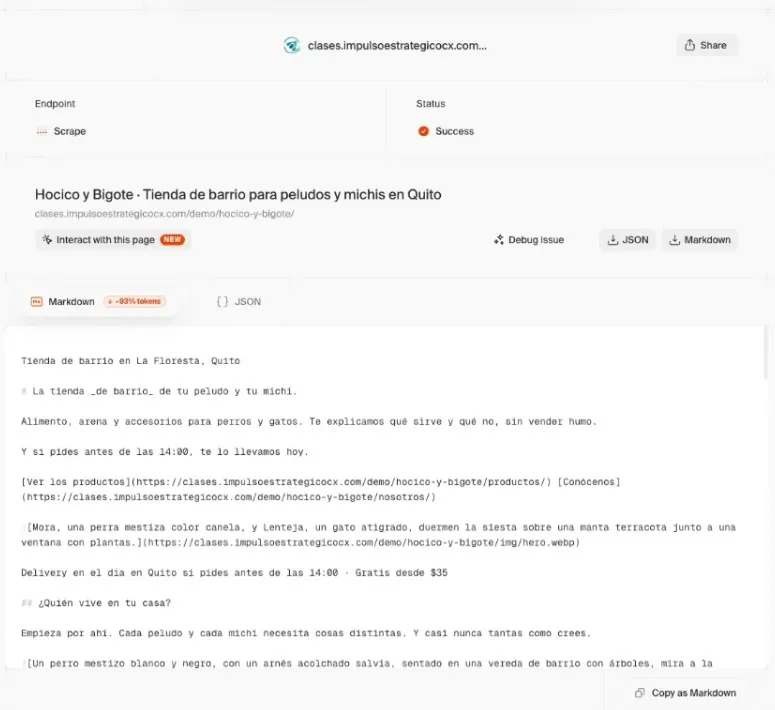 clases.impulsoestrategicocx.com...
Share
Endpoint
Status
Scrape
Success
Hocico y Bigote · Tienda de barrio para peludos y michis en Quito
clases.impulsoestrategicocx.com/demo/hocico-y-bigote/
Interact with this page NEW
Debug issue
JSON
Markdown
Markdown ↓ ~93% tokens
{ } JSON
Tienda de barrio en La Floresta, Quito
# La tienda _de barrio_ de tu peludo y tu michi.
Alimento, arena y accesorios para perros y gatos. Te explicamos qué sirve y qué no, sin vender humo.
Y si pides antes de las 14:00, te lo llevamos hoy.
[Ver los productos](https://clases.impulsoestrategicocx.com/demo/hocico-y-bigote/productos/) [Conócenos]
(https://clases.impulsoestrategicocx.com/demo/hocico-y-bigote/nosotros/)
![Mora, una perra mestiza color canela, y Lenteja, un gato atigrado, duermen la siesta sobre una manta terracota junto a una
ventana con plantas.](https://clases.impulsoestrategicocx.com/demo/hocico-y-bigote/img/hero.webp)
Delivery en el día en Quito si pides antes de las 14:00 · Gratis desde $35
## ¿Quién vive en tu casa?
Empieza por ahí. Cada peludo y cada michi necesita cosas distintas. Y casi nunca tantas como crees.
![Un perro mestizo blanco y negro, con un arnés acolchado salvia, sentado en una vereda de barrio con árboles, mira a la
Copy as Markdown